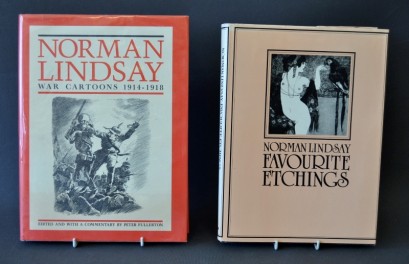 NORMAN
LINDSAY
WAR CARTOONS 1914-1918
EDITED AND WITH A COMMENTARY BY PETER FULLERTON
NORMAN LINDSAY
FAVOURITE
ETCHINGS